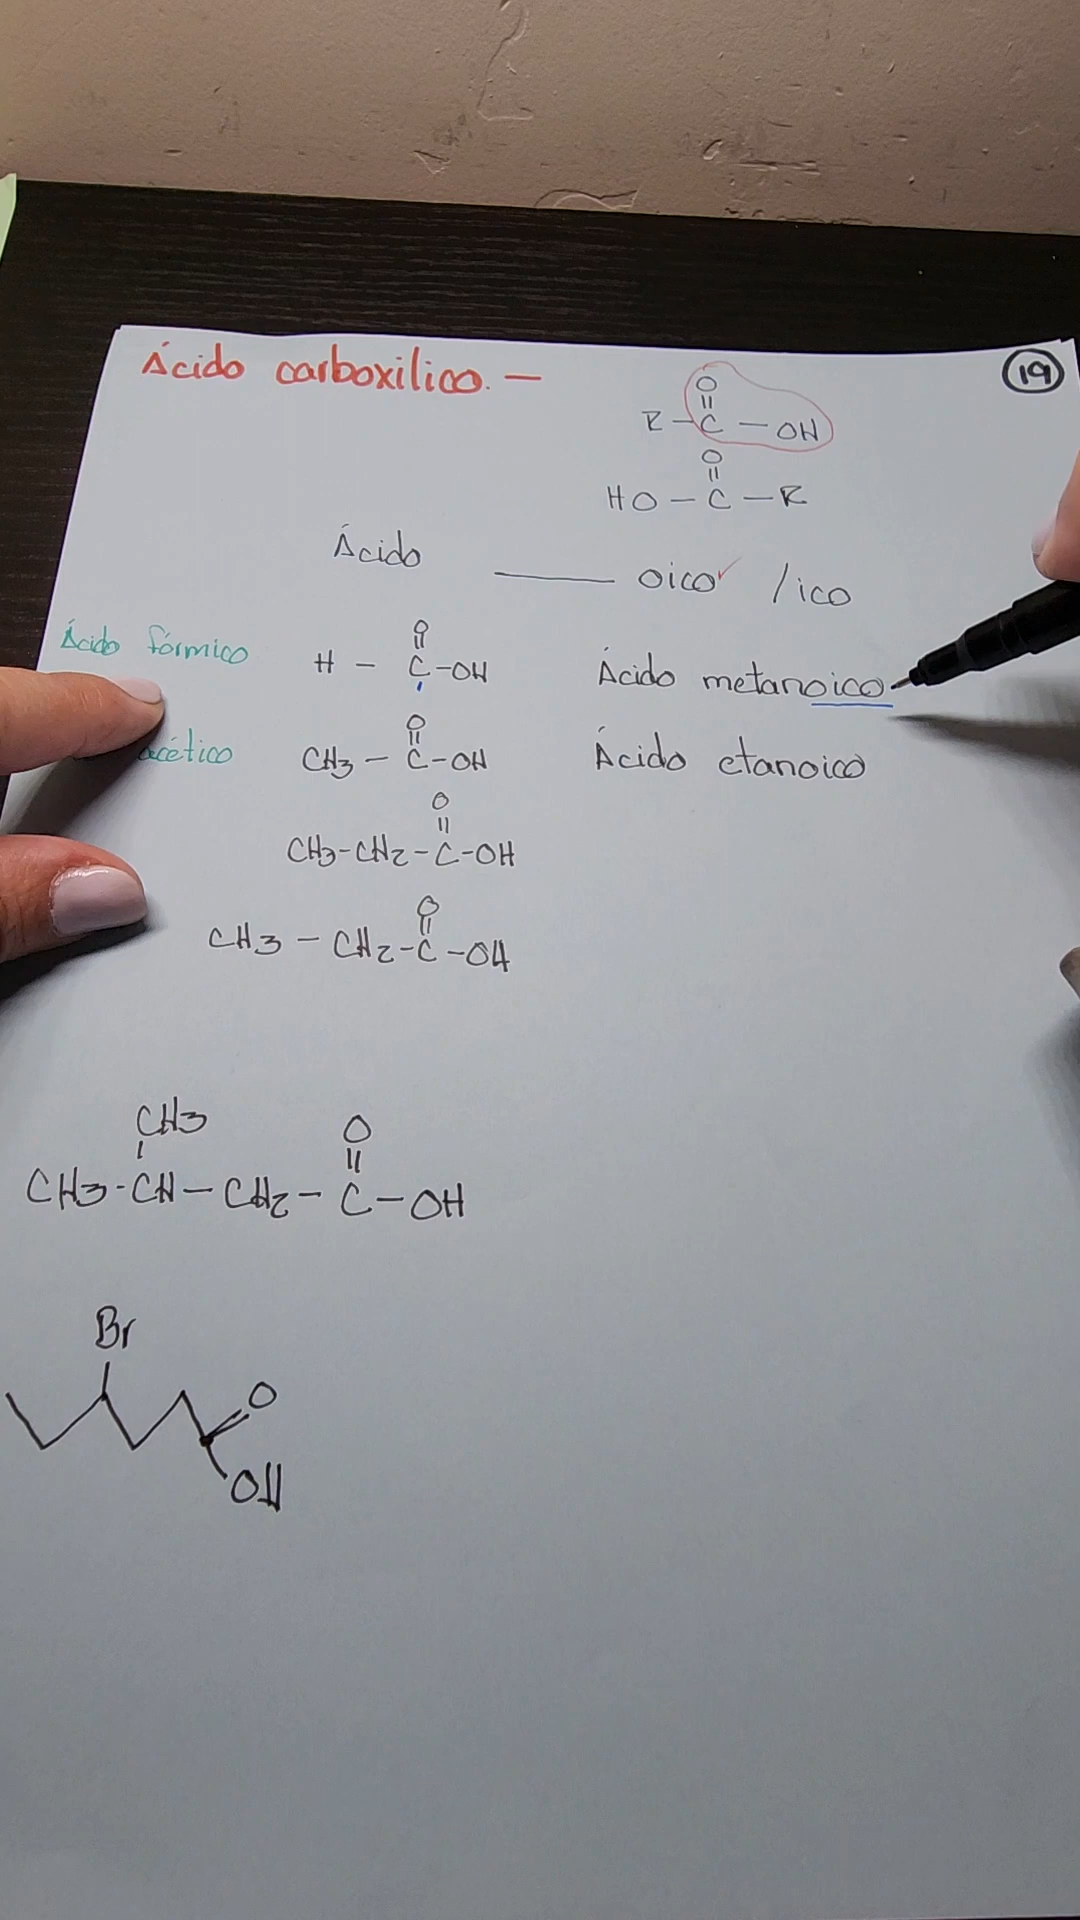 Ácido carboxilico. —
19
O
||
R — C — OH
O
||
HO — C — R
Ácido ______ oico✓ /ico
Ácido fórmico
O
||
H — C-OH
Ácido metanoico
acético
O
||
CH3 — C-OH
Ácido etanoico
O
||
CH3-CH2-C-OH
O
||
CH3 — CH2-C-OH
CH3 O
| ||
CH3-CH-CH2-C-OH
Br
O
OH